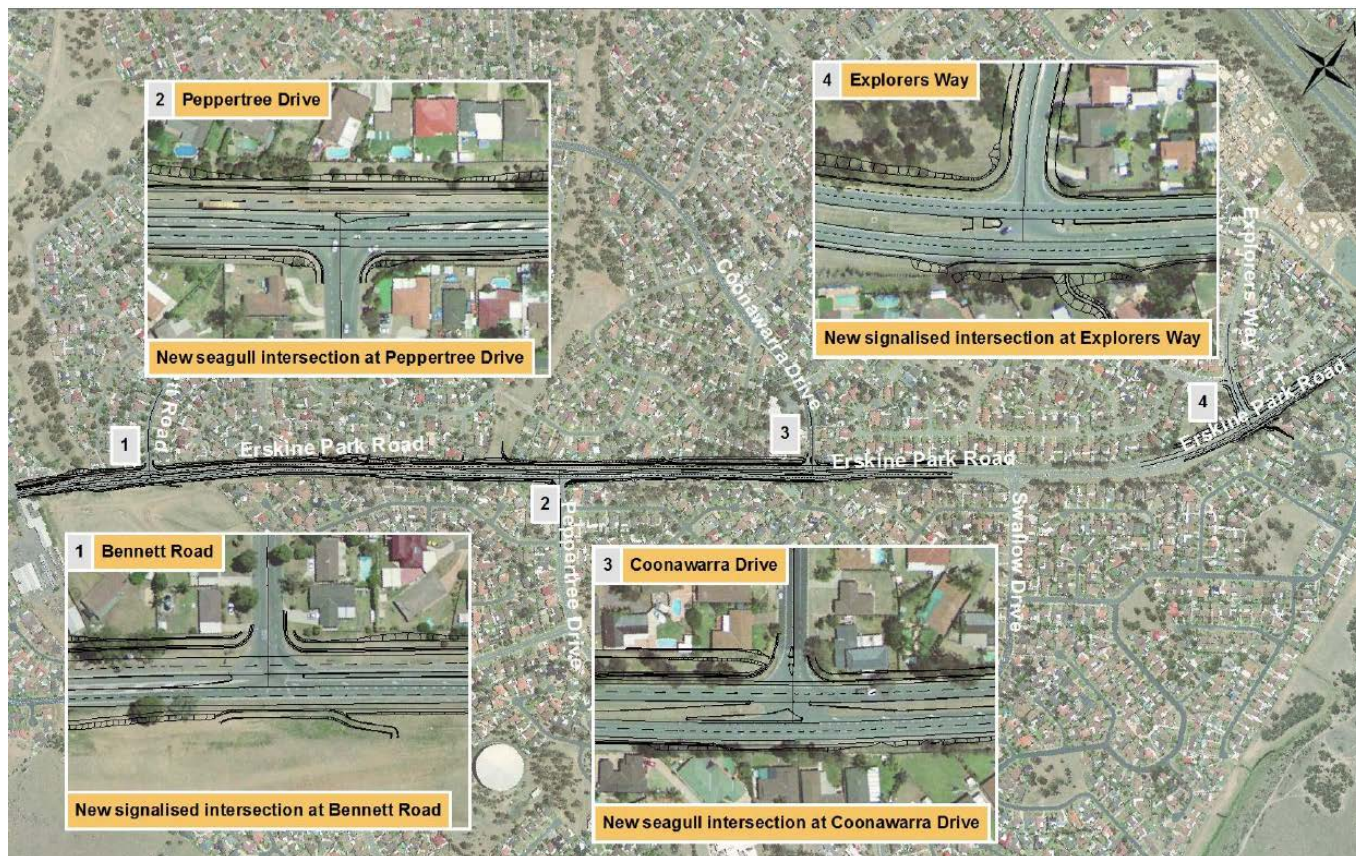 2 Peppertree Drive
New seagull intersection at Peppertree Drive
4 Explorers Way
New signalised intersection at Explorers Way
Coonawarra Drive
Explorers Way
1
tt Road
Erskine Park Road
3
Erskine Park Road
4
Erskine Park Road
2
Peppertree Drive
Swallow Drive
1 Bennett Road
New signalised intersection at Bennett Road
3 Coonawarra Drive
New seagull intersection at Coonawarra Drive